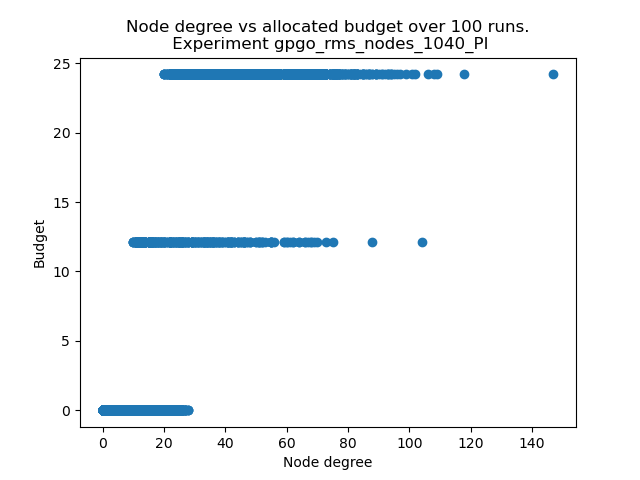 Node degree vs allocated budget over 100 runs.
Experiment gpgo_rms_nodes_1040_PI
25
20
15
10
5
0
Budget
0 20 40 60 80 100 120 140
Node degree